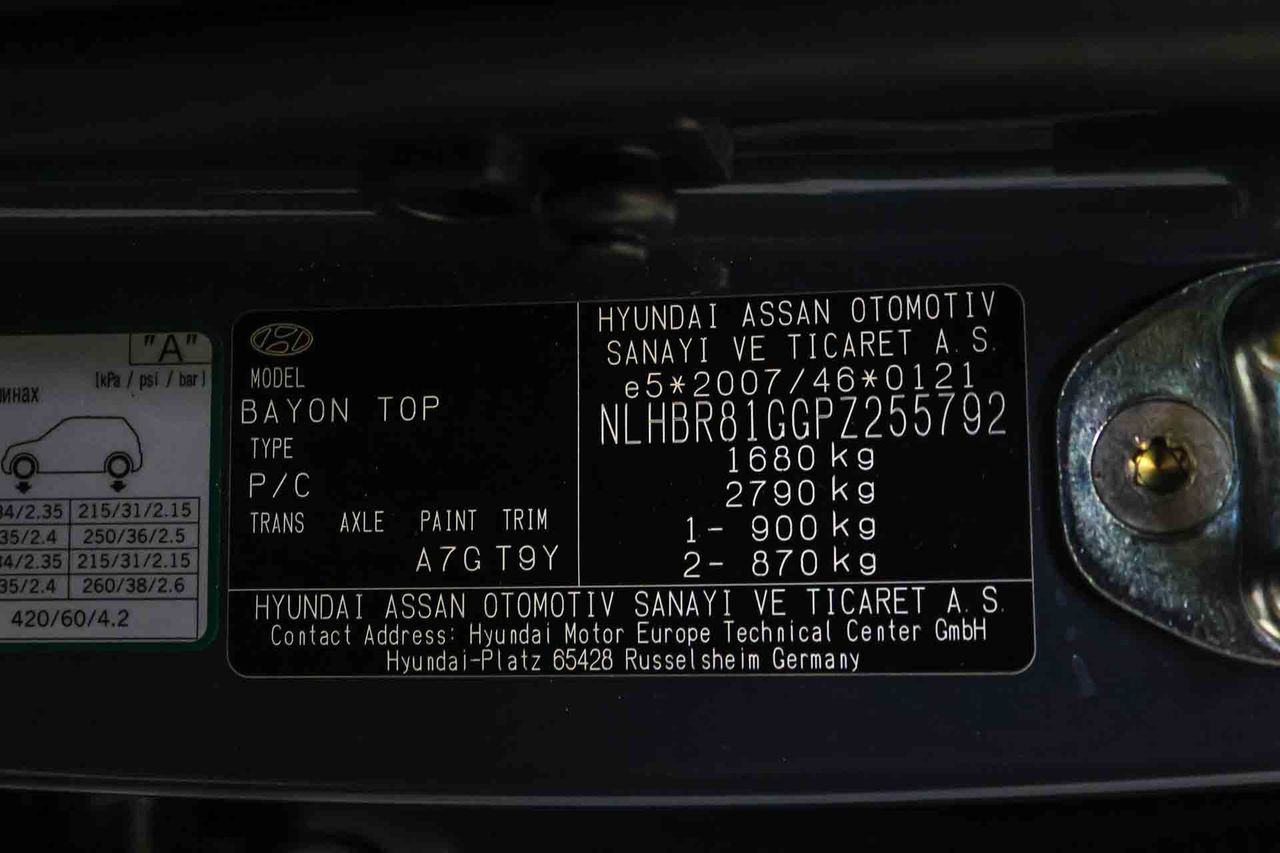 "A"
[kPa / psi / bar]
инах
34/2.35 215/31/2.15
35/2.4 250/36/2.5
34/2.35 215/31/2.15
35/2.4 260/38/2.6
420/60/4.2
MODEL
BAYON TOP
TYPE
P/C
TRANS AXLE PAINT TRIM
A7G T9Y
HYUNDAI ASSAN OTOMOTIV
SANAYI VE TICARET A.S.
e5*2007/46*0121
NLHBR81GGPZ255792
1680 kg
2790 kg
1- 900 kg
2- 870 kg
HYUNDAI ASSAN OTOMOTIV SANAYI VE TICARET A.S.
Contact Address: Hyundai Motor Europe Technical Center GmbH
Hyundai-Platz 65428 Russelsheim Germany